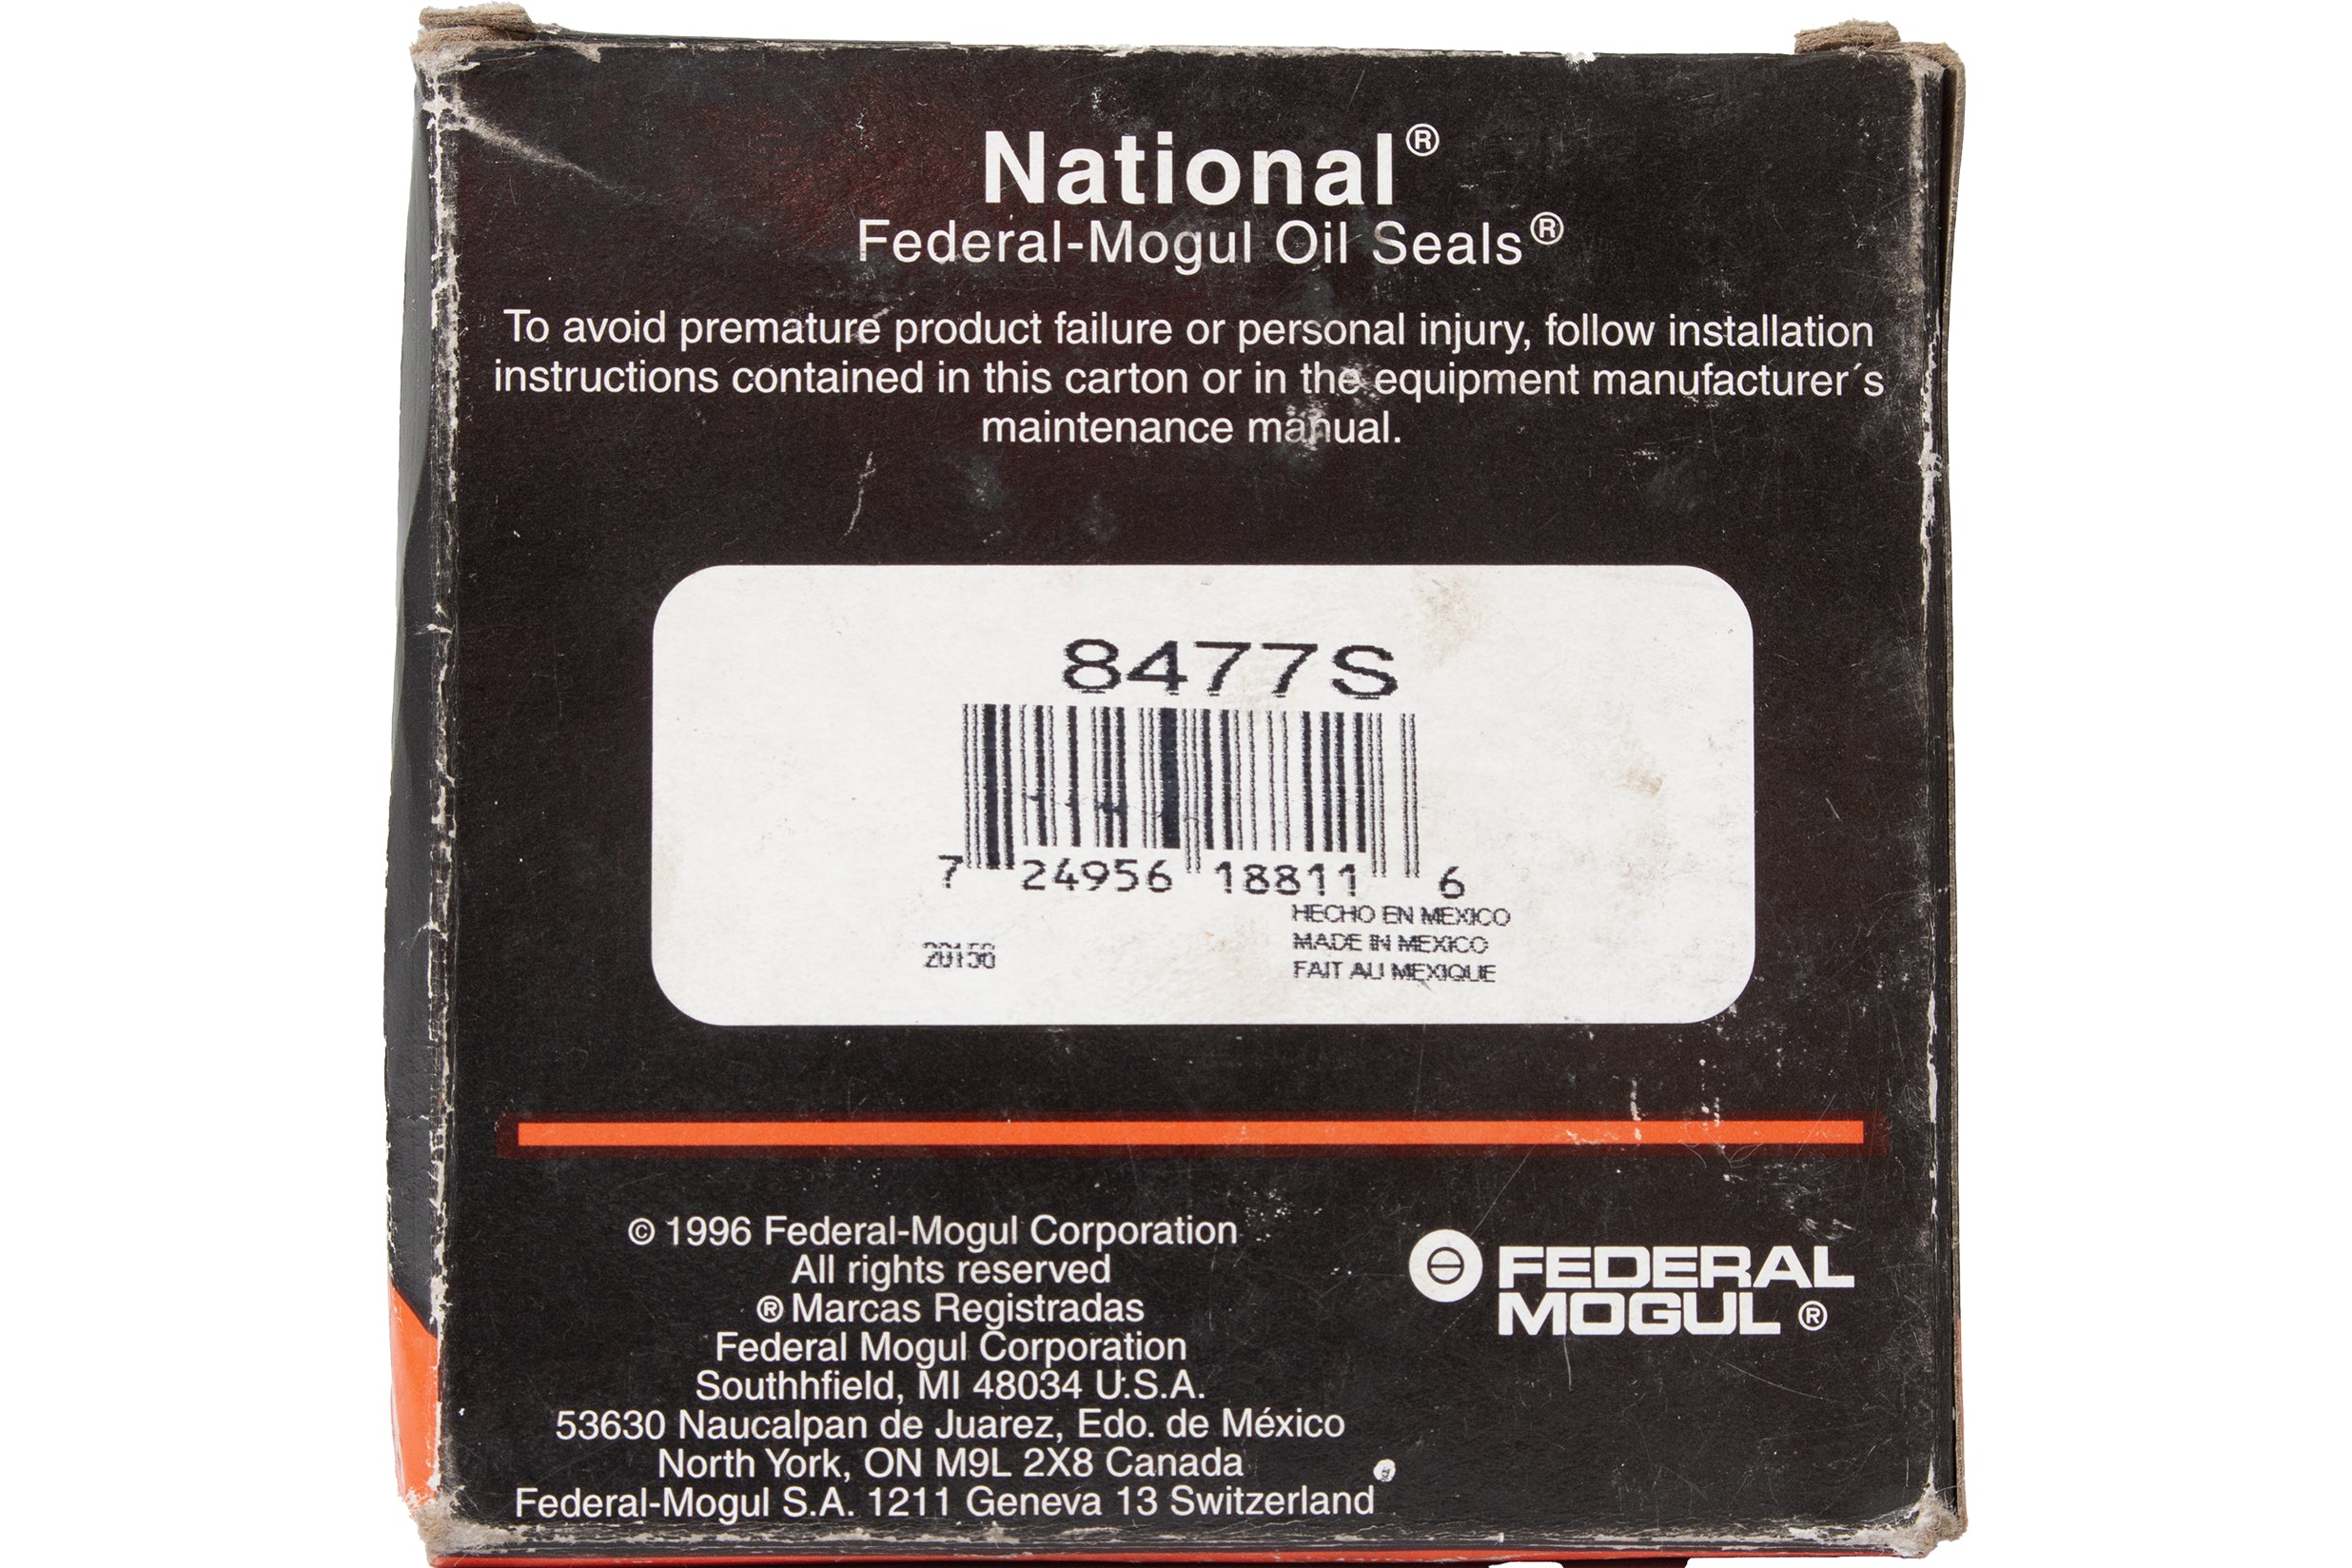 National®
Federal-Mogul Oil Seals®
To avoid premature product failure or personal injury, follow installation
instructions contained in this carton or in the equipment manufacturer´s
maintenance manual.
8477S
7 24956 18811 6
HECHO EN MEXICO
MADE IN MEXICO
FAIT AU MEXIQUE
© 1996 Federal-Mogul Corporation
All rights reserved
® Marcas Registradas
Federal Mogul Corporation
Southhfield, MI 48034 U.S.A.
53630 Naucalpan de Juarez, Edo. de México
North York, ON M9L 2X8 Canada
Federal-Mogul S.A. 1211 Geneva 13 Switzerland
FEDERAL
MOGUL ®